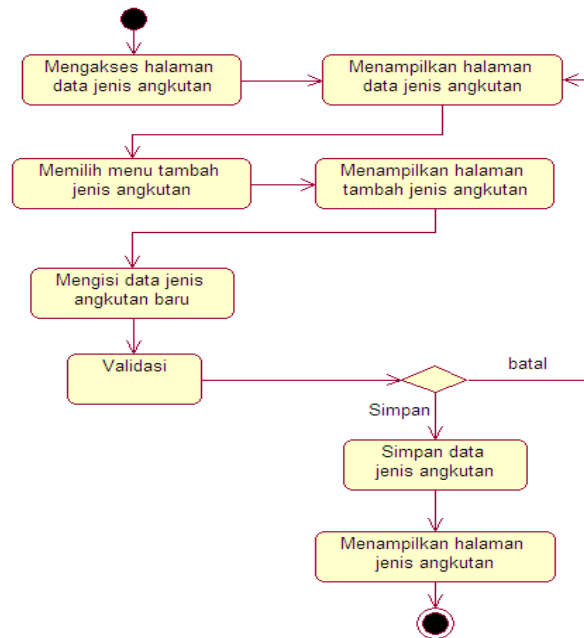 Mengakses halaman
data jenis angkutan
Menampilkan halaman
data jenis angkutan
Memilih menu tambah
jenis angkutan
Menampilkan halaman
tambah jenis angkutan
Mengisi data jenis
angkutan baru
Validasi
batal
Simpan
Simpan data
jenis angkutan
Menampilkan halaman
jenis angkutan